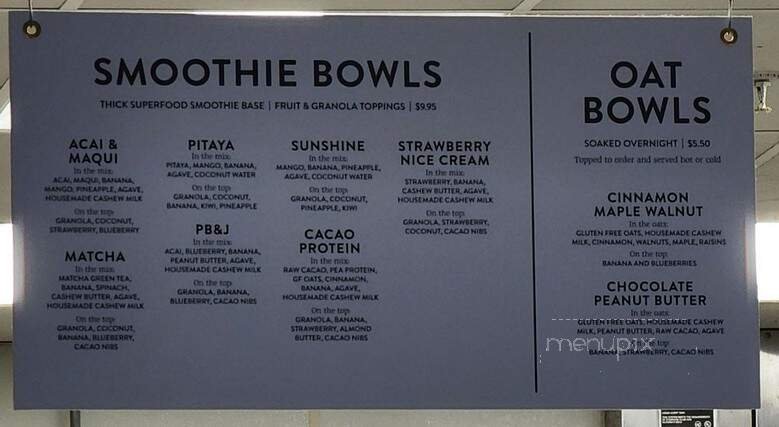 SMOOTHIE BOWLS
THICK SUPERFOOD SMOOTHIE BASE | FRUIT & GRANOLA TOPPINGS | $9.95
ACAI &
MAQUI
In the mix:
ACAI, MAQUI, BANANA,
MANGO, PINEAPPLE, AGAVE,
HOUSEMADE CASHEW MILK
On the top:
GRANOLA, COCONUT,
STRAWBERRY, BLUEBERRY
MATCHA
In the mix:
MATCHA GREEN TEA,
BANANA, SPINACH,
CASHEW BUTTER, AGAVE,
HOUSEMADE CASHEW MILK
On the top:
GRANOLA, COCONUT,
BANANA, BLUEBERRY,
CACAO NIBS
PITAYA
In the mix:
PITAYA, MANGO, BANANA,
AGAVE, COCONUT WATER
On the top:
GRANOLA, COCONUT,
BANANA, KIWI, PINEAPPLE
PB&J
In the mix:
ACAI, BLUEBERRY, BANANA,
PEANUT BUTTER, AGAVE,
HOUSEMADE CASHEW MILK
On the top:
GRANOLA, BANANA,
BLUEBERRY, CACAO NIBS
SUNSHINE
In the mix:
MANGO, BANANA, PINEAPPLE,
AGAVE, COCONUT WATER
On the top:
GRANOLA, COCONUT,
PINEAPPLE, KIWI
CACAO
PROTEIN
In the mix:
RAW CACAO, PEA PROTEIN,
GF OATS, CINNAMON,
BANANA, AGAVE,
HOUSEMADE CASHEW MILK
On the top:
GRANOLA, BANANA,
STRAWBERRY, ALMOND
BUTTER, CACAO NIBS
STRAWBERRY
NICE CREAM
In the mix:
STRAWBERRY, BANANA,
CASHEW BUTTER, AGAVE,
HOUSEMADE CASHEW MILK
On the top:
GRANOLA, STRAWBERRY,
COCONUT, CACAO NIBS
OAT
BOWLS
SOAKED OVERNIGHT | $5.50
Topped to order and served hot or cold
CINNAMON
MAPLE WALNUT
In the oats:
GLUTEN FREE OATS, HOUSEMADE CASHEW
MILK, CINNAMON, WALNUTS, MAPLE, RAISINS
On the top:
BANANA AND BLUEBERRIES
CHOCOLATE
PEANUT BUTTER
In the oats:
GLUTEN FREE OATS, HOUSEMADE CASHEW
MILK, PEANUT BUTTER, RAW CACAO, AGAVE
On the top:
BANANA, STRAWBERRY, CACAO NIBS
menupix